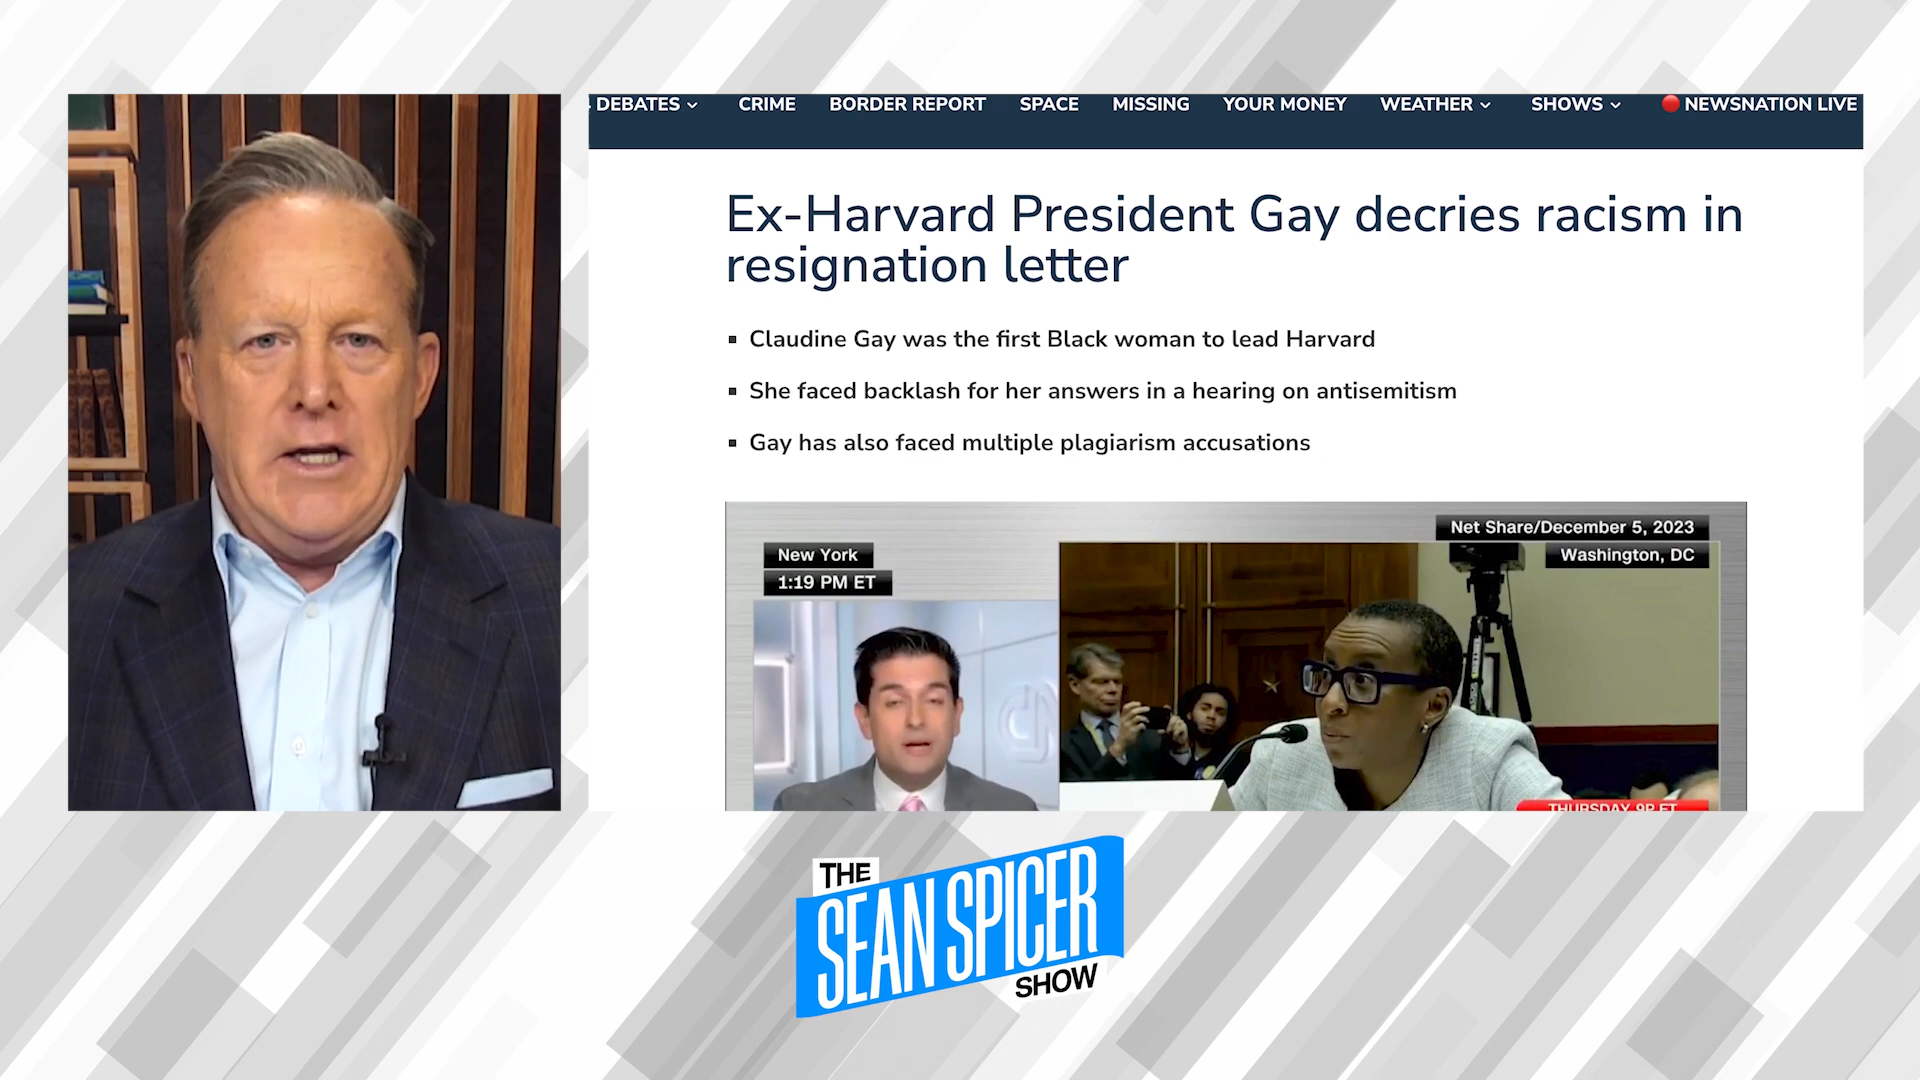 DEBATES
CRIME
BORDER REPORT
SPACE
MISSING
YOUR MONEY
WEATHER
SHOWS
NEWSNATION LIVE
Ex-Harvard President Gay decries racism in
resignation letter
Claudine Gay was the first Black woman to lead Harvard
She faced backlash for her answers in a hearing on antisemitism
Gay has also faced multiple plagiarism accusations
Net Share/December 5, 2023
New York
Washington, DC
1:19 PM ET
THURSDAY 9P ET
THE
SEAN SPICER
SHOW